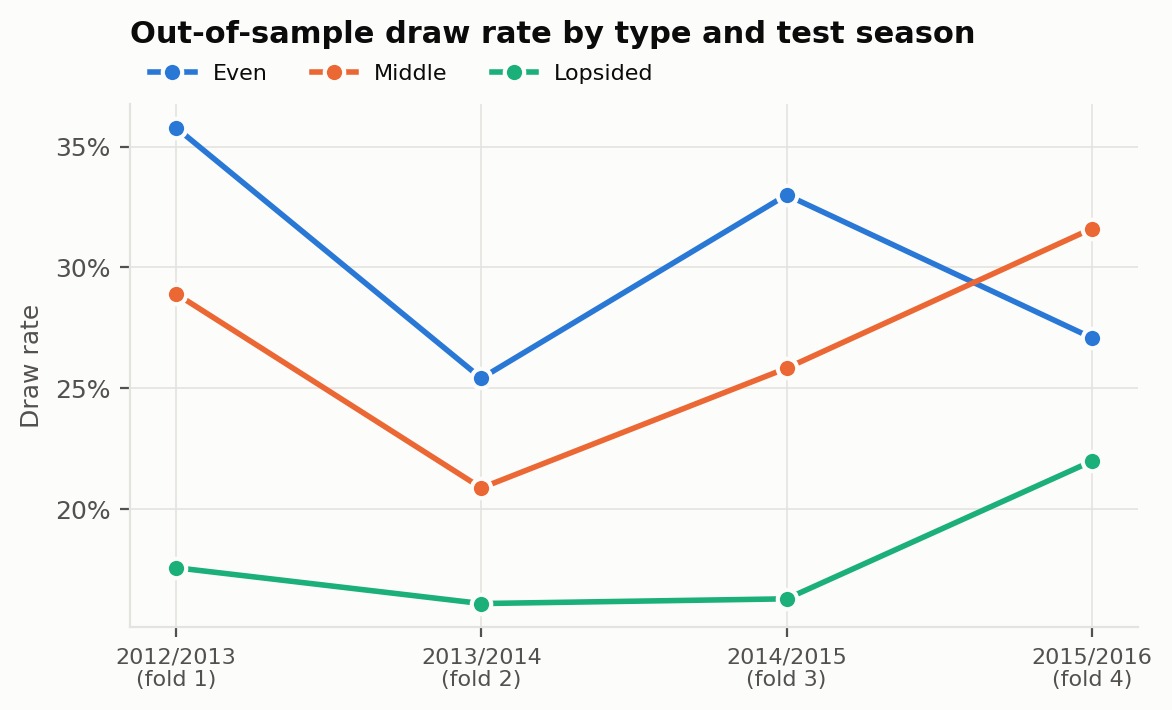 Out-of-sample draw rate by type and test season
Even Middle Lopsided
35%
30%
25%
20%
Draw rate
2012/2013 2013/2014 2014/2015 2015/2016
(fold 1) (fold 2) (fold 3) (fold 4)